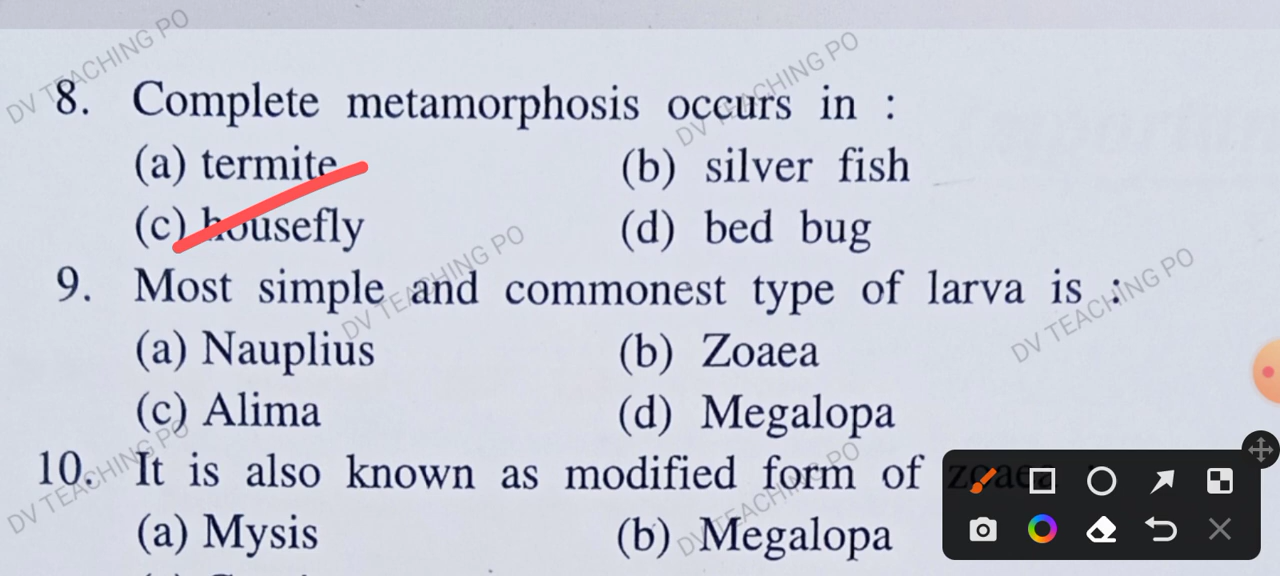 DV TEACHING PO
DV TEACHING PO
8. Complete metamorphosis occurs in :
(a) termite (b) silver fish
(c) housefly (d) bed bug
DV TEACHING PO
DV TEACHING PO
9. Most simple and commonest type of larva is :
(a) Nauplius (b) Zoaea
(c) Alima (d) Megalopa
DV TEACHING PO
DV TEACHING PO
10. It is also known as modified form of zoaea
(a) Mysis (b) Megalopa